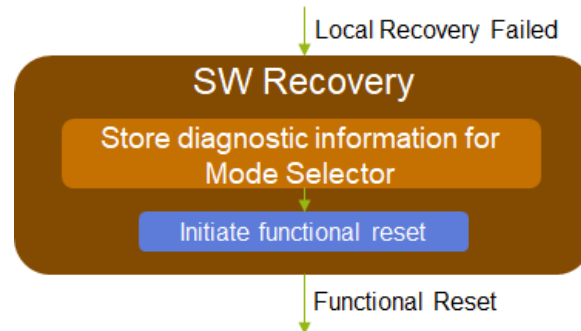 Local Recovery Failed
SW Recovery
Store diagnostic information for
Mode Selector
Initiate functional reset
Functional Reset